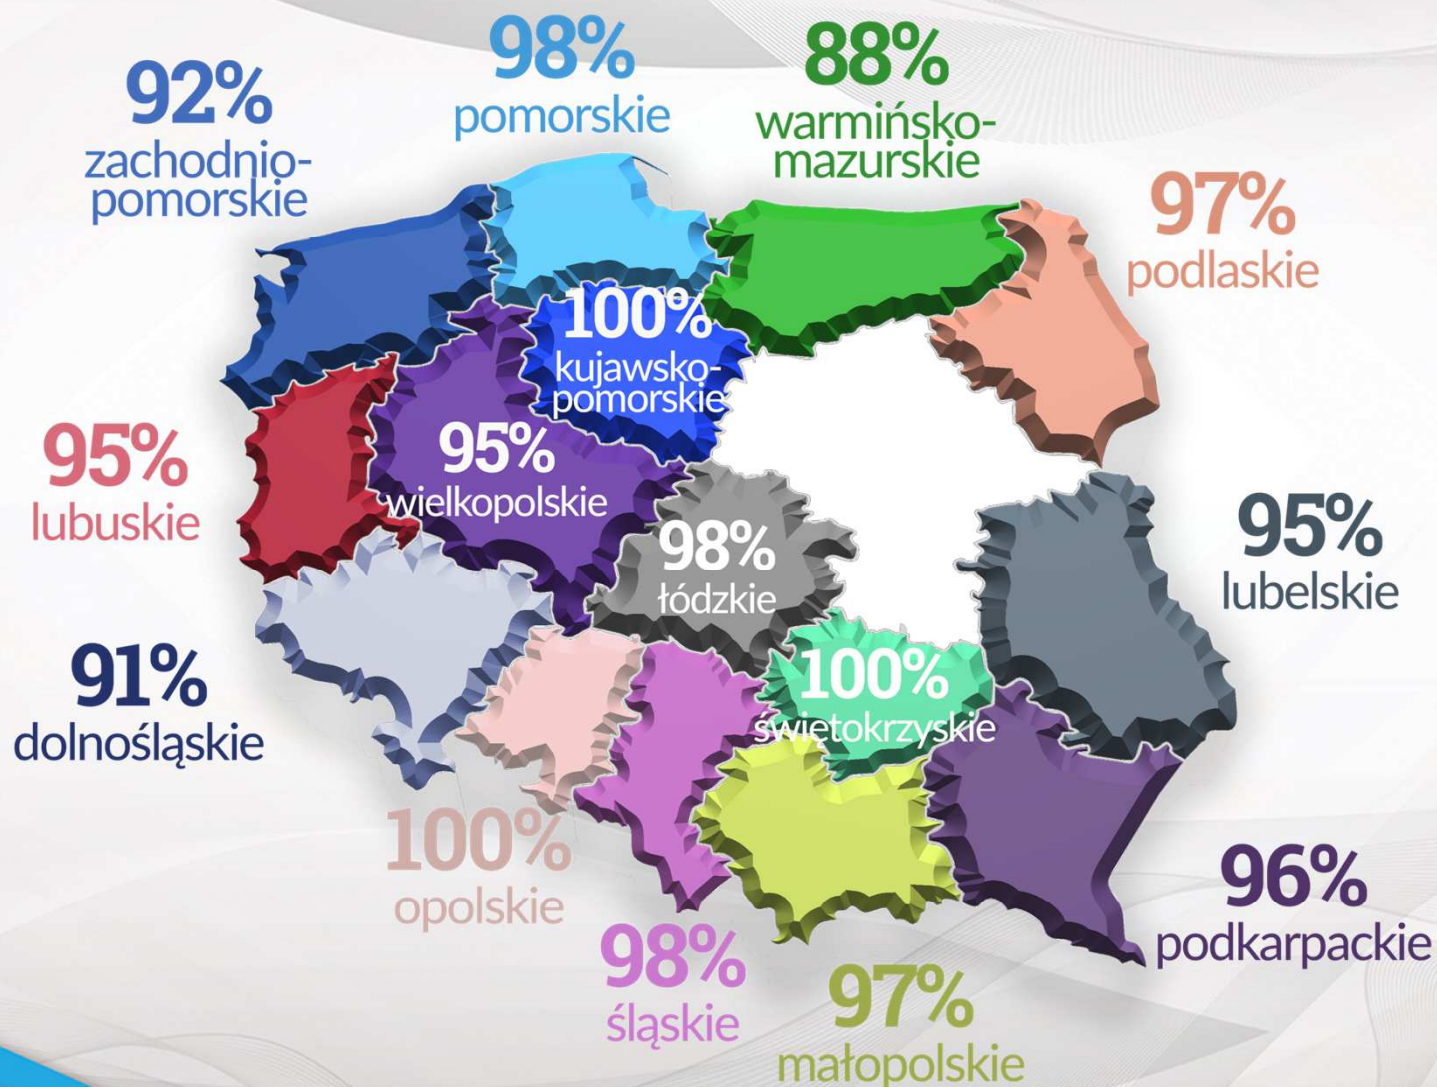 98%
pomorskie
88%
warmińsko-
mazurskie
92%
zachodnio-
pomorskie
97%
podlaskie
100%
kujawsko-
pomorskie
95%
lubuskie
95%
wielkopolskie
98%
łódzkie
95%
lubelskie
91%
dolnośląskie
100%
świętokrzyskie
100%
opolskie
96%
podkarpackie
98%
śląskie
97%
małopolskie